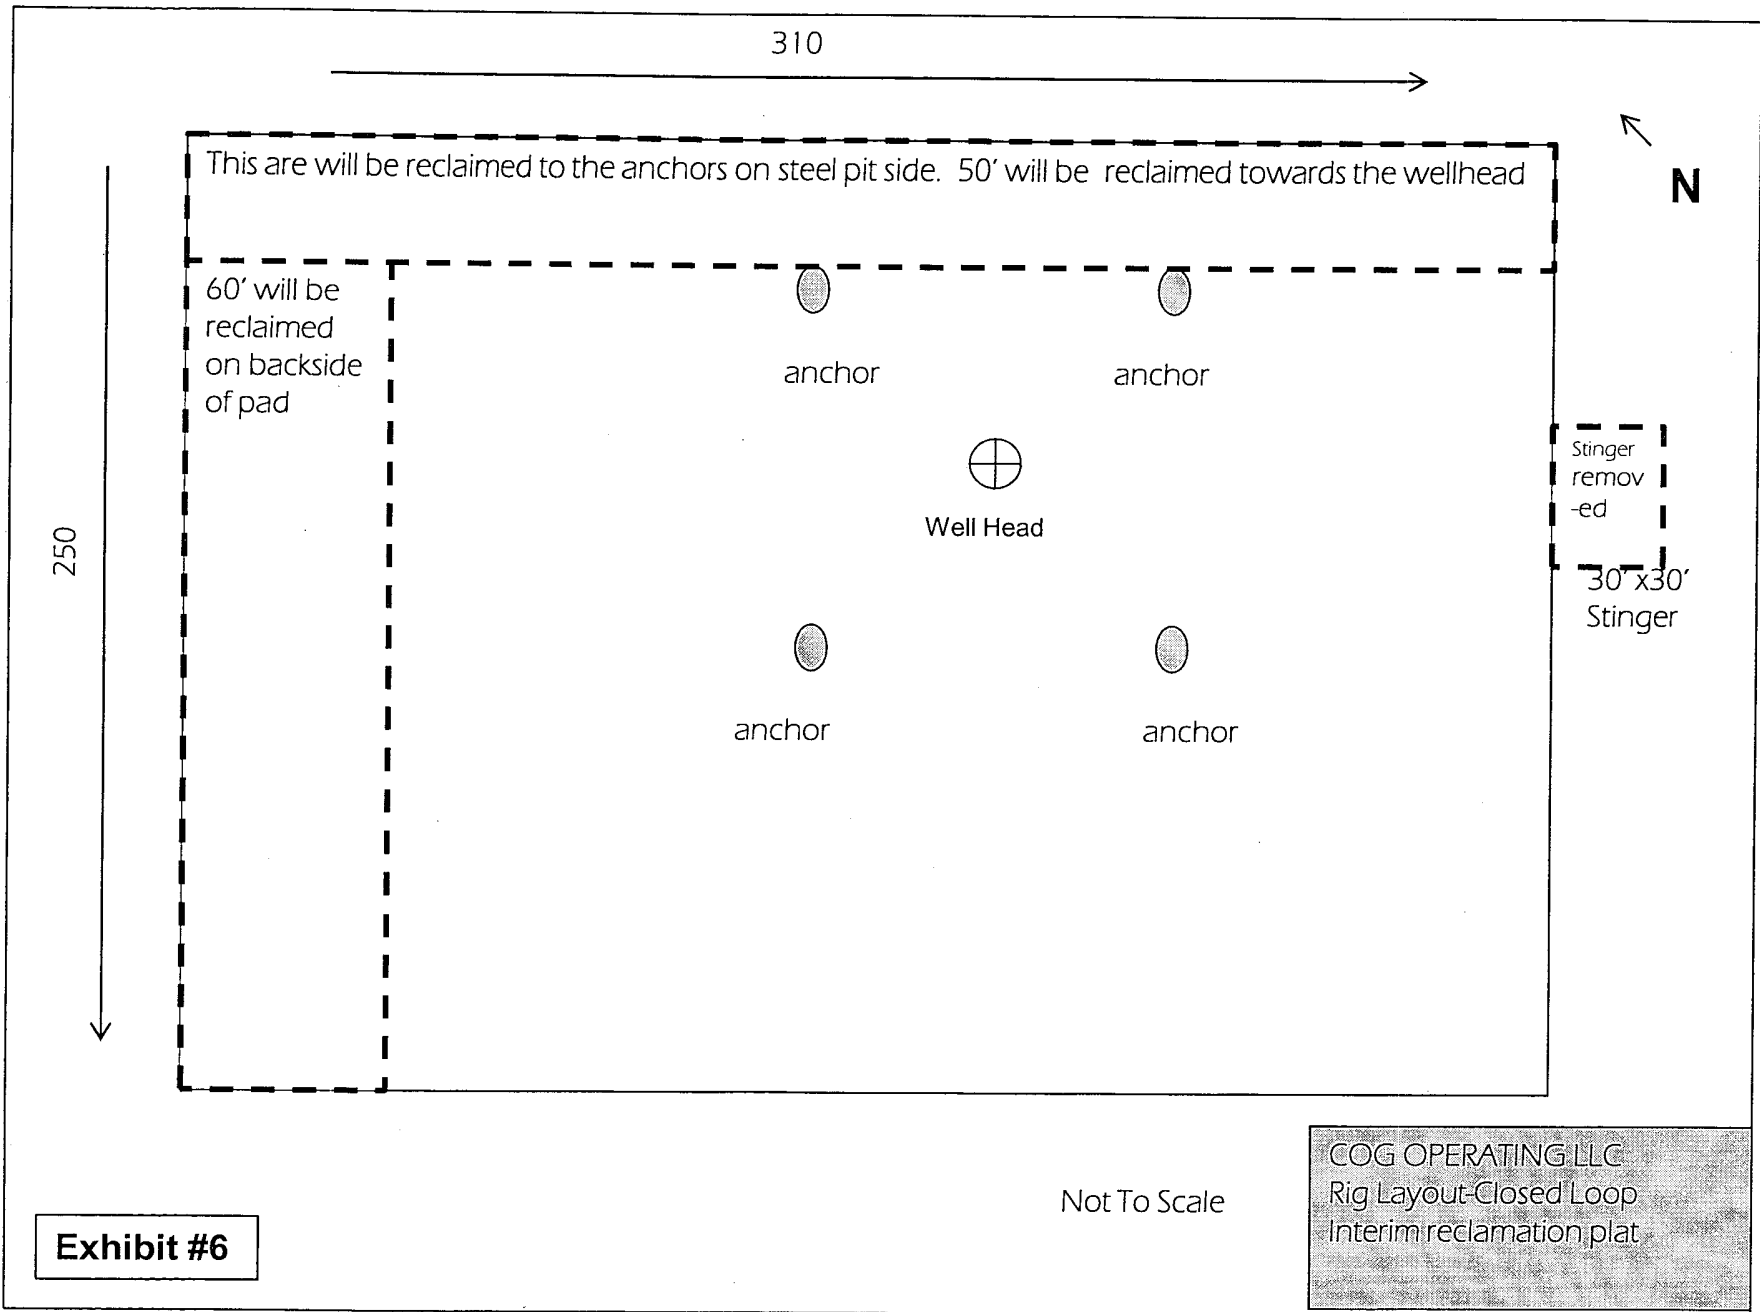 310
This are will be reclaimed to the anchors on steel pit side. 50' will be reclaimed towards the wellhead
N
60' will be
reclaimed
on backside
of pad
anchor
anchor
Stinger
remov
-ed
Well Head
250
30' x30'
Stinger
anchor
anchor
COG OPERATING LLC
Rig Layout-Closed Loop
Interim reclamation plat
Not To Scale
Exhibit #6